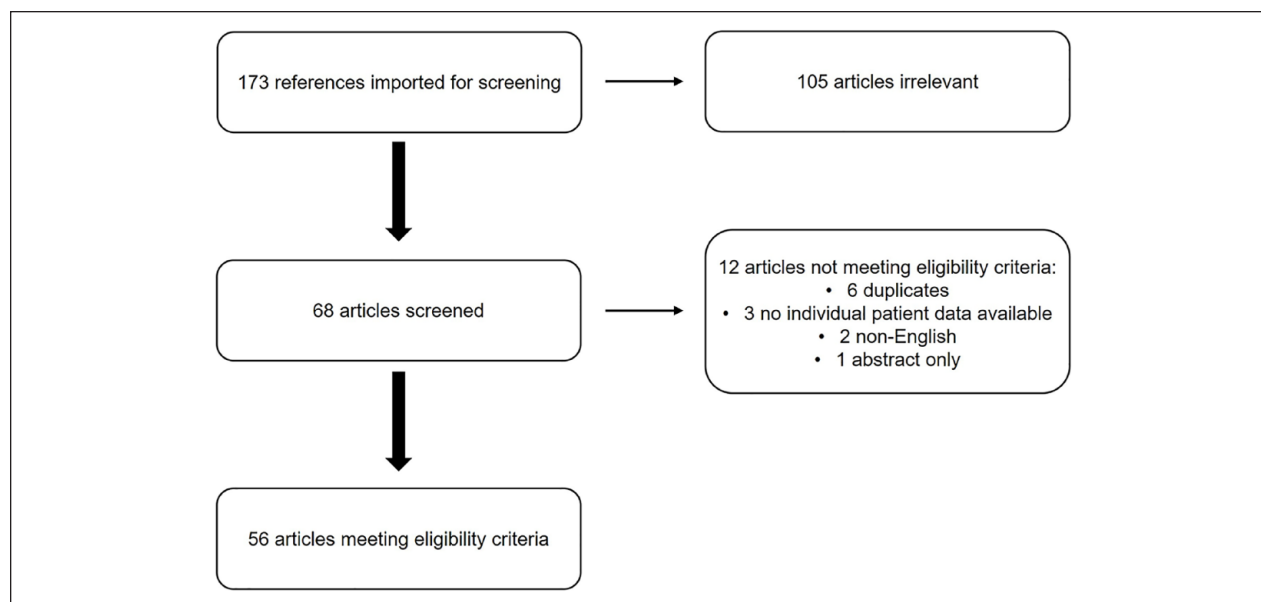 173 references imported for screening
105 articles irrelevant
68 articles screened
12 articles not meeting eligibility criteria:
• 6 duplicates
• 3 no individual patient data available
• 2 non-English
• 1 abstract only
56 articles meeting eligibility criteria